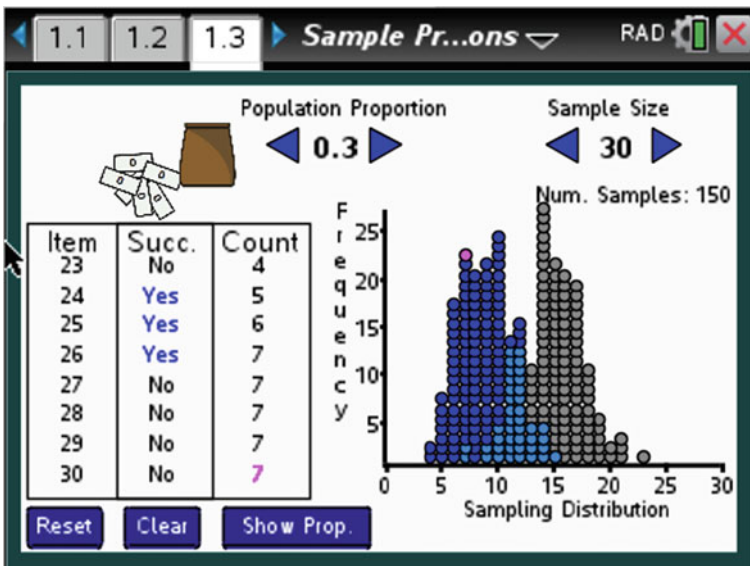 1.1 1.2 1.3 Sample Pr...ons RAD
Population Proportion Sample Size
0.3 30
Num. Samples: 150
Item Succ. Count
23 No 4
24 Yes 5
25 Yes 6
26 Yes 7
27 No 7
28 No 7
29 No 7
30 No 7
Reset Clear Show Prop.
Frequency
25
20
15
10
5
0 5 10 15 20 25 30
Sampling Distribution